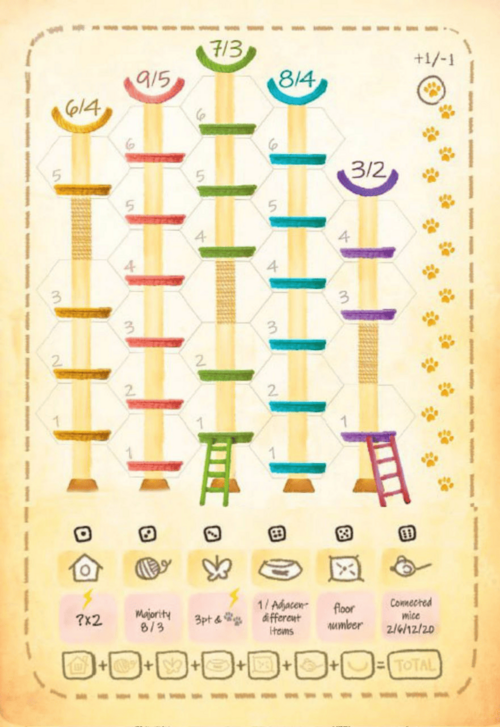 7/3
+1/-1
9/5
8/4
6/4
3/2
6
6
6
5
5
5
5
4
4
4
4
3
3
3
3
2
2
2
2
1
1
1
1
1
?x2
Majority
8/3
3pt &
1/Adjacen-
different
items
floor
number
Connected
mice
2/6/12/20
+ + + + + + = TOTAL